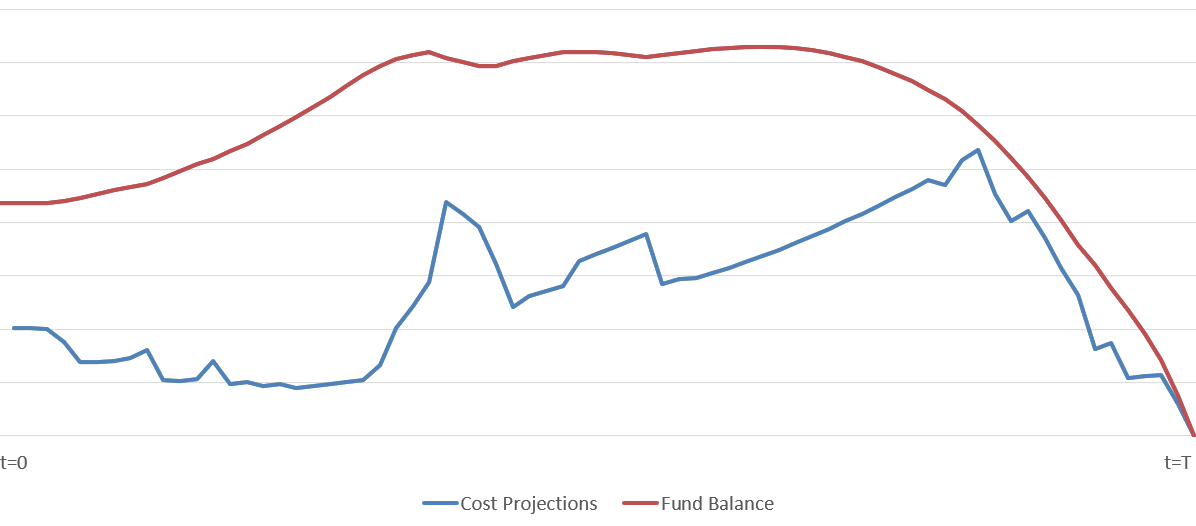 t=0
t=T
Cost Projections
Fund Balance